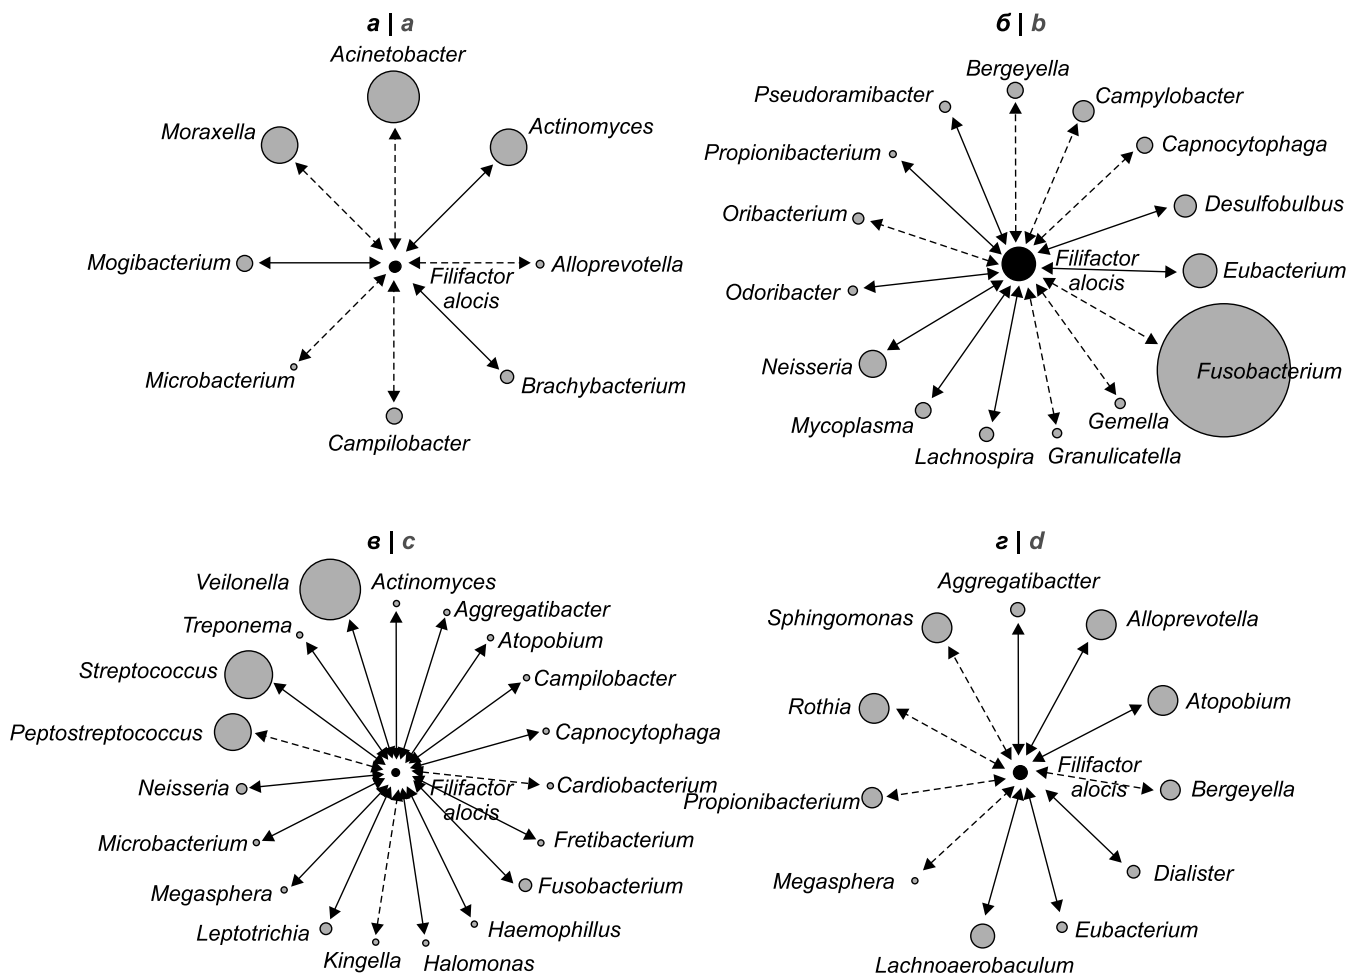 а | a
Acinetobacter
Moraxella
Actinomyces
Mogibacterium
Filifactor
alocis
Alloprevotella
Microbacterium
Brachybacterium
Campilobacter
б | b
Bergeyella
Pseudoramibacter
Campylobacter
Propionibacterium
Capnocytophaga
Oribacterium
Desulfobulbus
Filifactor
alocis
Eubacterium
Odoribacter
Neisseria
Fusobacterium
Mycoplasma
Gemella
Lachnospira
Granulicatella
в | c
Veilonella
Actinomyces
Aggregatibacter
Treponema
Atopobium
Streptococcus
Campilobacter
Peptostreptococcus
Capnocytophaga
Neisseria
Filifactor
alocis
Cardiobacterium
Microbacterium
Fretibacterium
Megasphera
Fusobacterium
Leptotrichia
Haemophillus
Kingella
Halomonas
г | d
Aggregatibactter
Sphingomonas
Alloprevotella
Rothia
Atopobium
Filifactor
alocis
Propionibacterium
Bergeyella
Megasphera
Dialister
Eubacterium
Lachnoaerobaculum